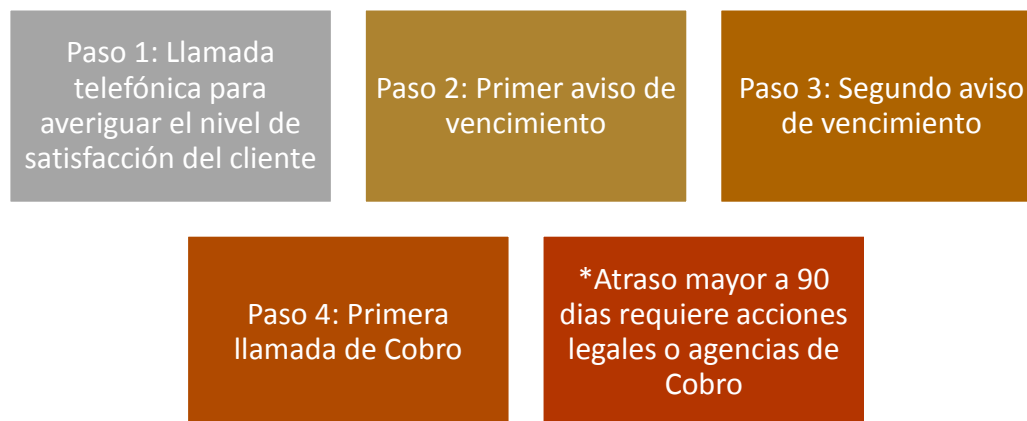 Paso 1: Llamada
telefónica para
averiguar el nivel de
satisfacción del cliente
Paso 2: Primer aviso de
vencimiento
Paso 3: Segundo aviso
de vencimiento
Paso 4: Primera
llamada de Cobro
*Atraso mayor a 90
dias requiere acciones
legales o agencias de
Cobro